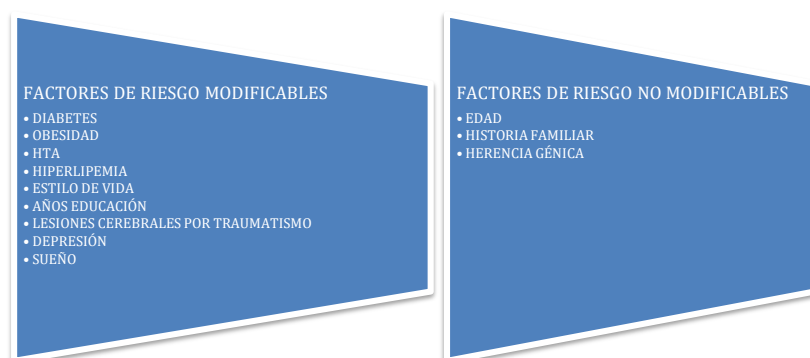 FACTORES DE RIESGO MODIFICABLES
• DIABETES
• OBESIDAD
• HTA
• HIPERLIPEMIA
• ESTILO DE VIDA
• AÑOS EDUCACIÓN
• LESIONES CEREBRALES POR TRAUMATISMO
• DEPRESIÓN
• SUEÑO
FACTORES DE RIESGO NO MODIFICABLES
• EDAD
• HISTORIA FAMILIAR
• HERENCIA GÉNICA